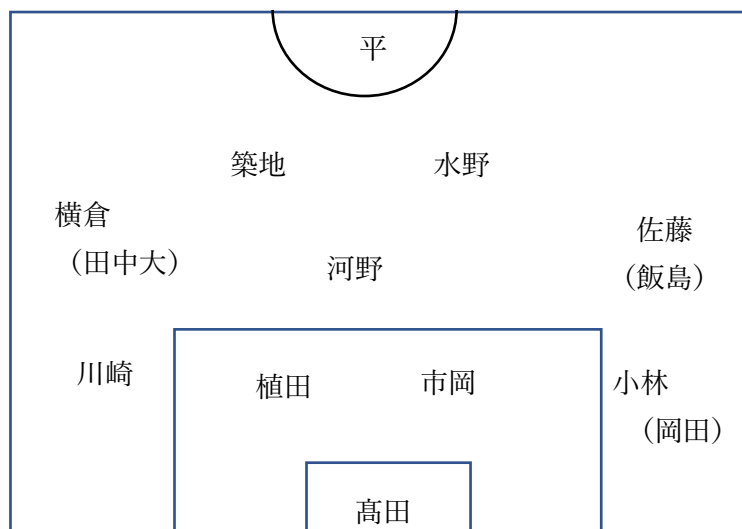 平
築地
水野
横倉
(田中大)
佐藤
(飯島)
河野
川崎
植田
市岡
小林
(岡田)
髙田